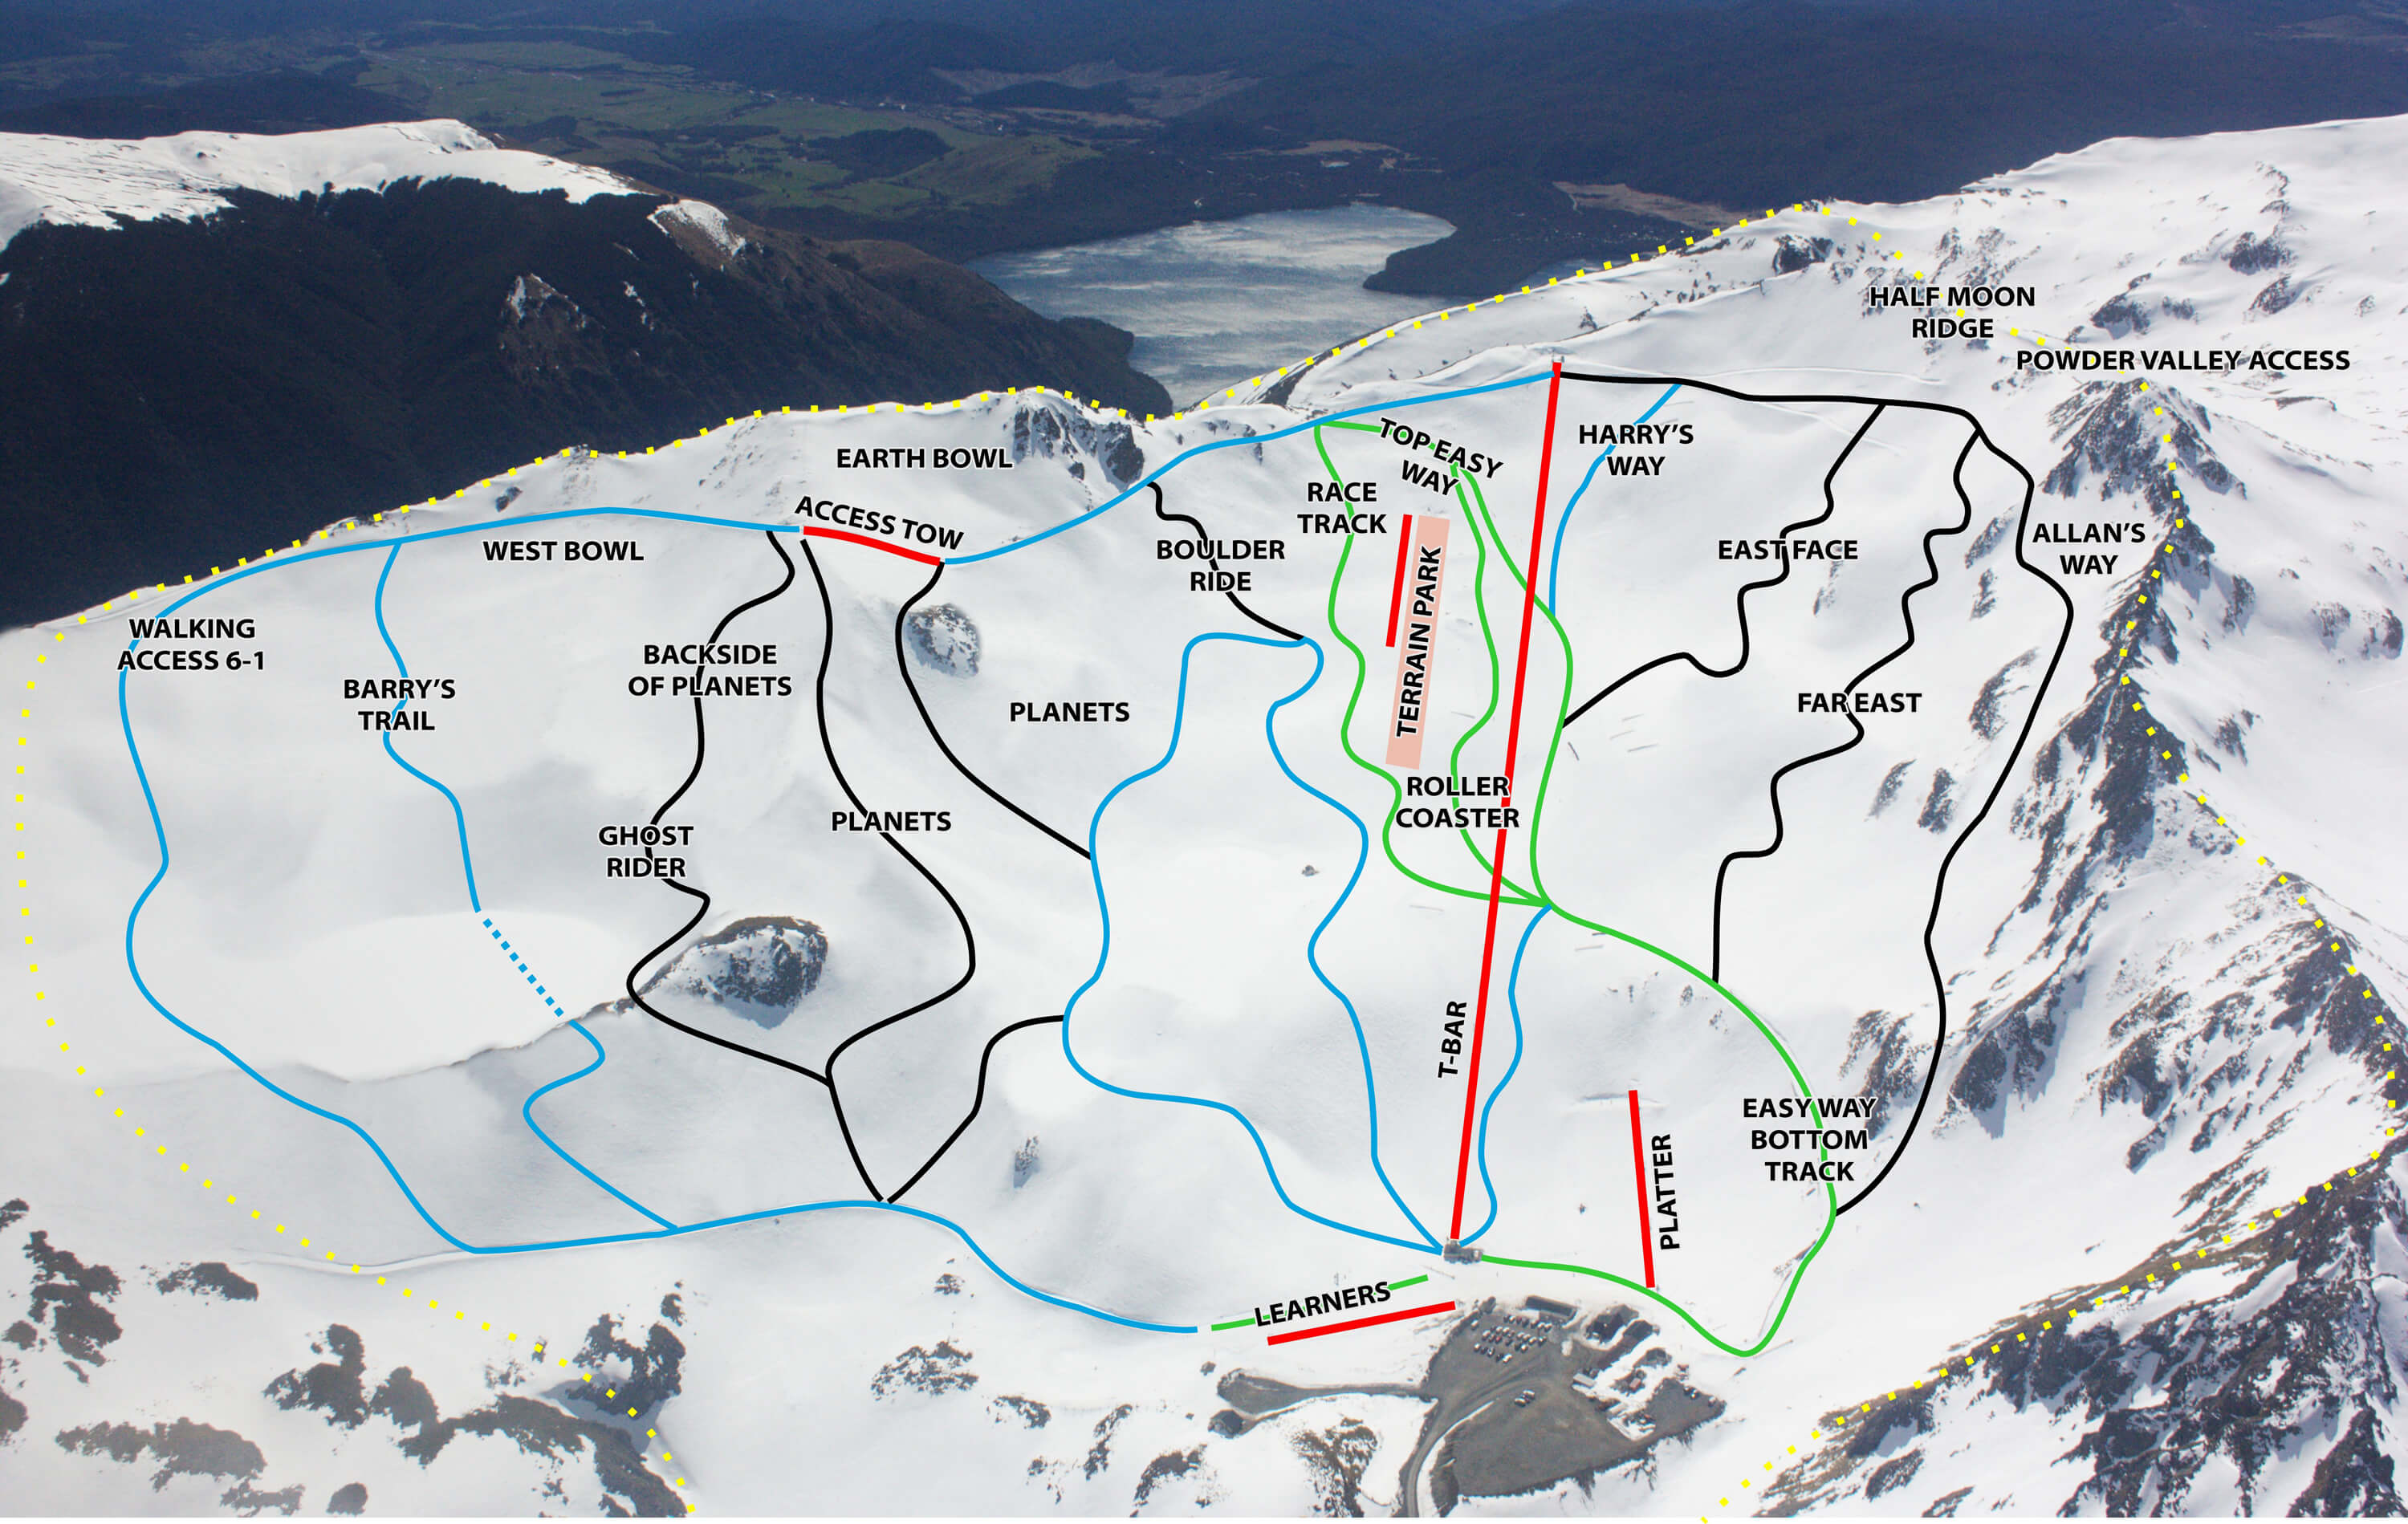 HALF MOON
RIDGE
POWDER VALLEY ACCESS
EARTH BOWL
TOP EASY
WAY
HARRY'S
WAY
ACCESS TOW
WEST BOWL
RACE
TRACK
BOULDER
RIDE
EAST FACE
ALLAN'S
WAY
WALKING
ACCESS 6-1
BARRY'S
TRAIL
BACKSIDE
OF PLANETS
PLANETS
TERRAIN PARK
FAR EAST
GHOST
RIDER
PLANETS
ROLLER
COASTER
T-BAR
EASY WAY
BOTTOM
TRACK
PLATTER
LEARNERS